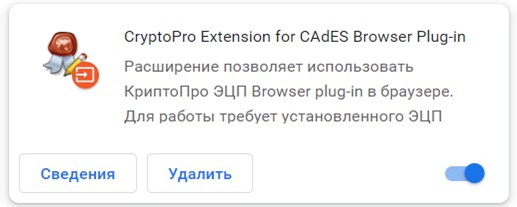 CryptoPro Extension for CAdES Browser Plug-in
Расширение позволяет использовать
КриптоПро ЭЦП Browser plug-in в браузере.
Для работы требует установленного ЭЦП
Сведения
Удалить